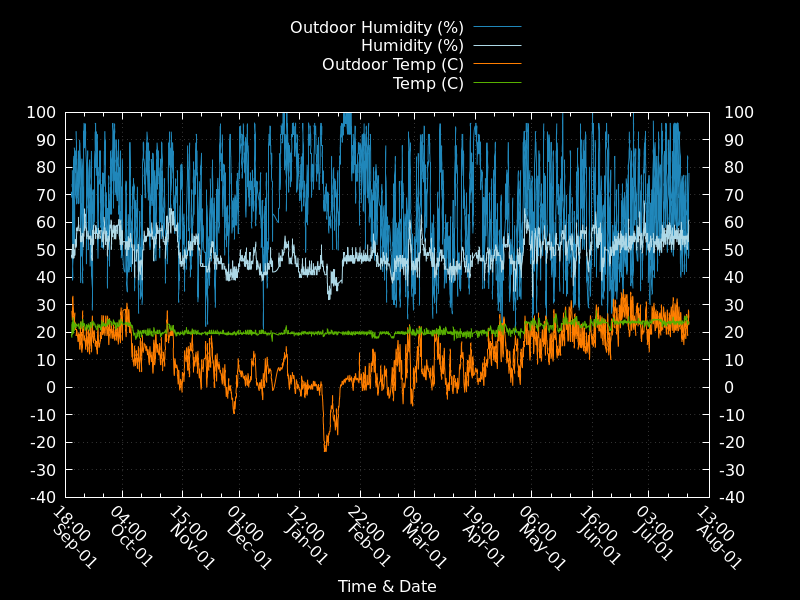 Outdoor Humidity (%)
Humidity (%)
Outdoor Temp (C)
Temp (C)
100 100
90 90
80 80
70 70
60 60
50 50
40 40
30 30
20 20
10 10
0 0
-10 -10
-20 -20
-30 -30
-40 -40
18:00 Sep-01
04:00 Oct-01
15:00 Nov-01
01:00 Dec-01
12:00 Jan-01
22:00 Feb-01
09:00 Mar-01
19:00 Apr-01
06:00 May-01
16:00 Jun-01
03:00 Jul-01
13:00 Aug-01
Time & Date